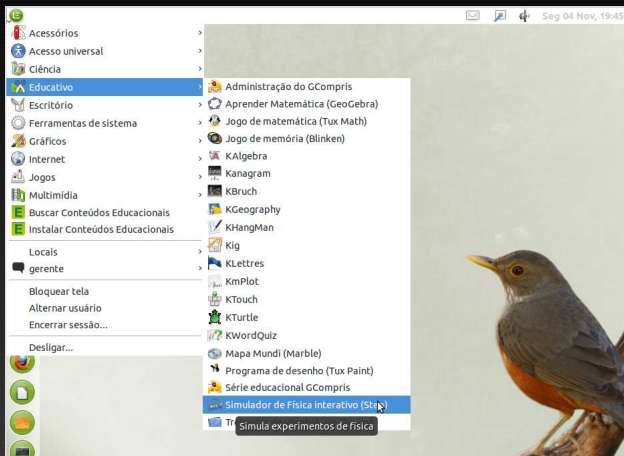 Seg 04 Nov, 19:45
Acessórios
Acesso universal
Ciência
Educativo
Escritório
Ferramentas de sistema
Gráficos
Internet
Jogos
Multimídia
Buscar Conteúdos Educacionais
Instalar Conteúdos Educacionais
Locais
gerente
Bloquear tela
Alternar usuário
Encerrar sessão...
Desligar...
Administração do GCompris
Aprender Matemática (GeoGebra)
Jogo de matemática (Tux Math)
Jogo de memória (Blinken)
KAlgebra
Kanagram
KBruch
KGeography
KHangMan
Kig
KLettres
KmPlot
KTouch
KTurtle
KWordQuiz
Mapa Mundi (Marble)
Programa de desenho (Tux Paint)
Série educacional GCompris
Simulador de Física interativo (Step)
Simula experimentos de física